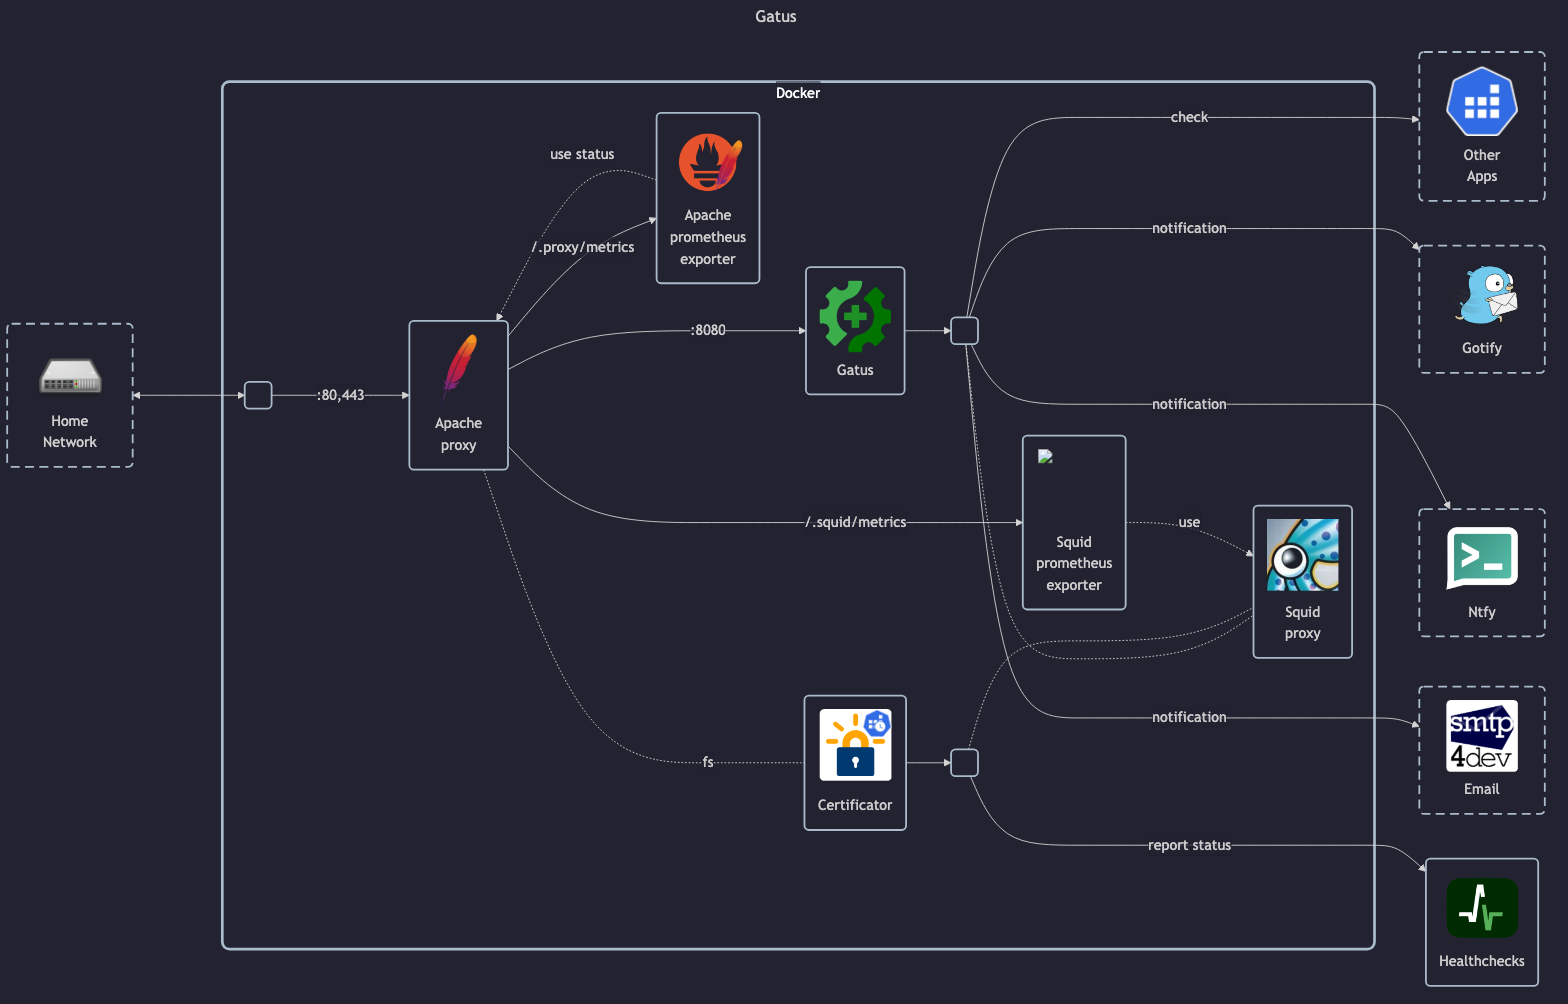 Gatus
Docker
check
Other
Apps
use status
Apache
prometheus
exporter
/.proxy/metrics
notification
Gotify
:8080
Gatus
Home
Network
:80,443
Apache
proxy
notification
/.squid/metrics
Squid
prometheus
exporter
use
Squid
proxy
Ntfy
fs
Certificator
notification
smtp
4dev
Email
report status
Healthchecks